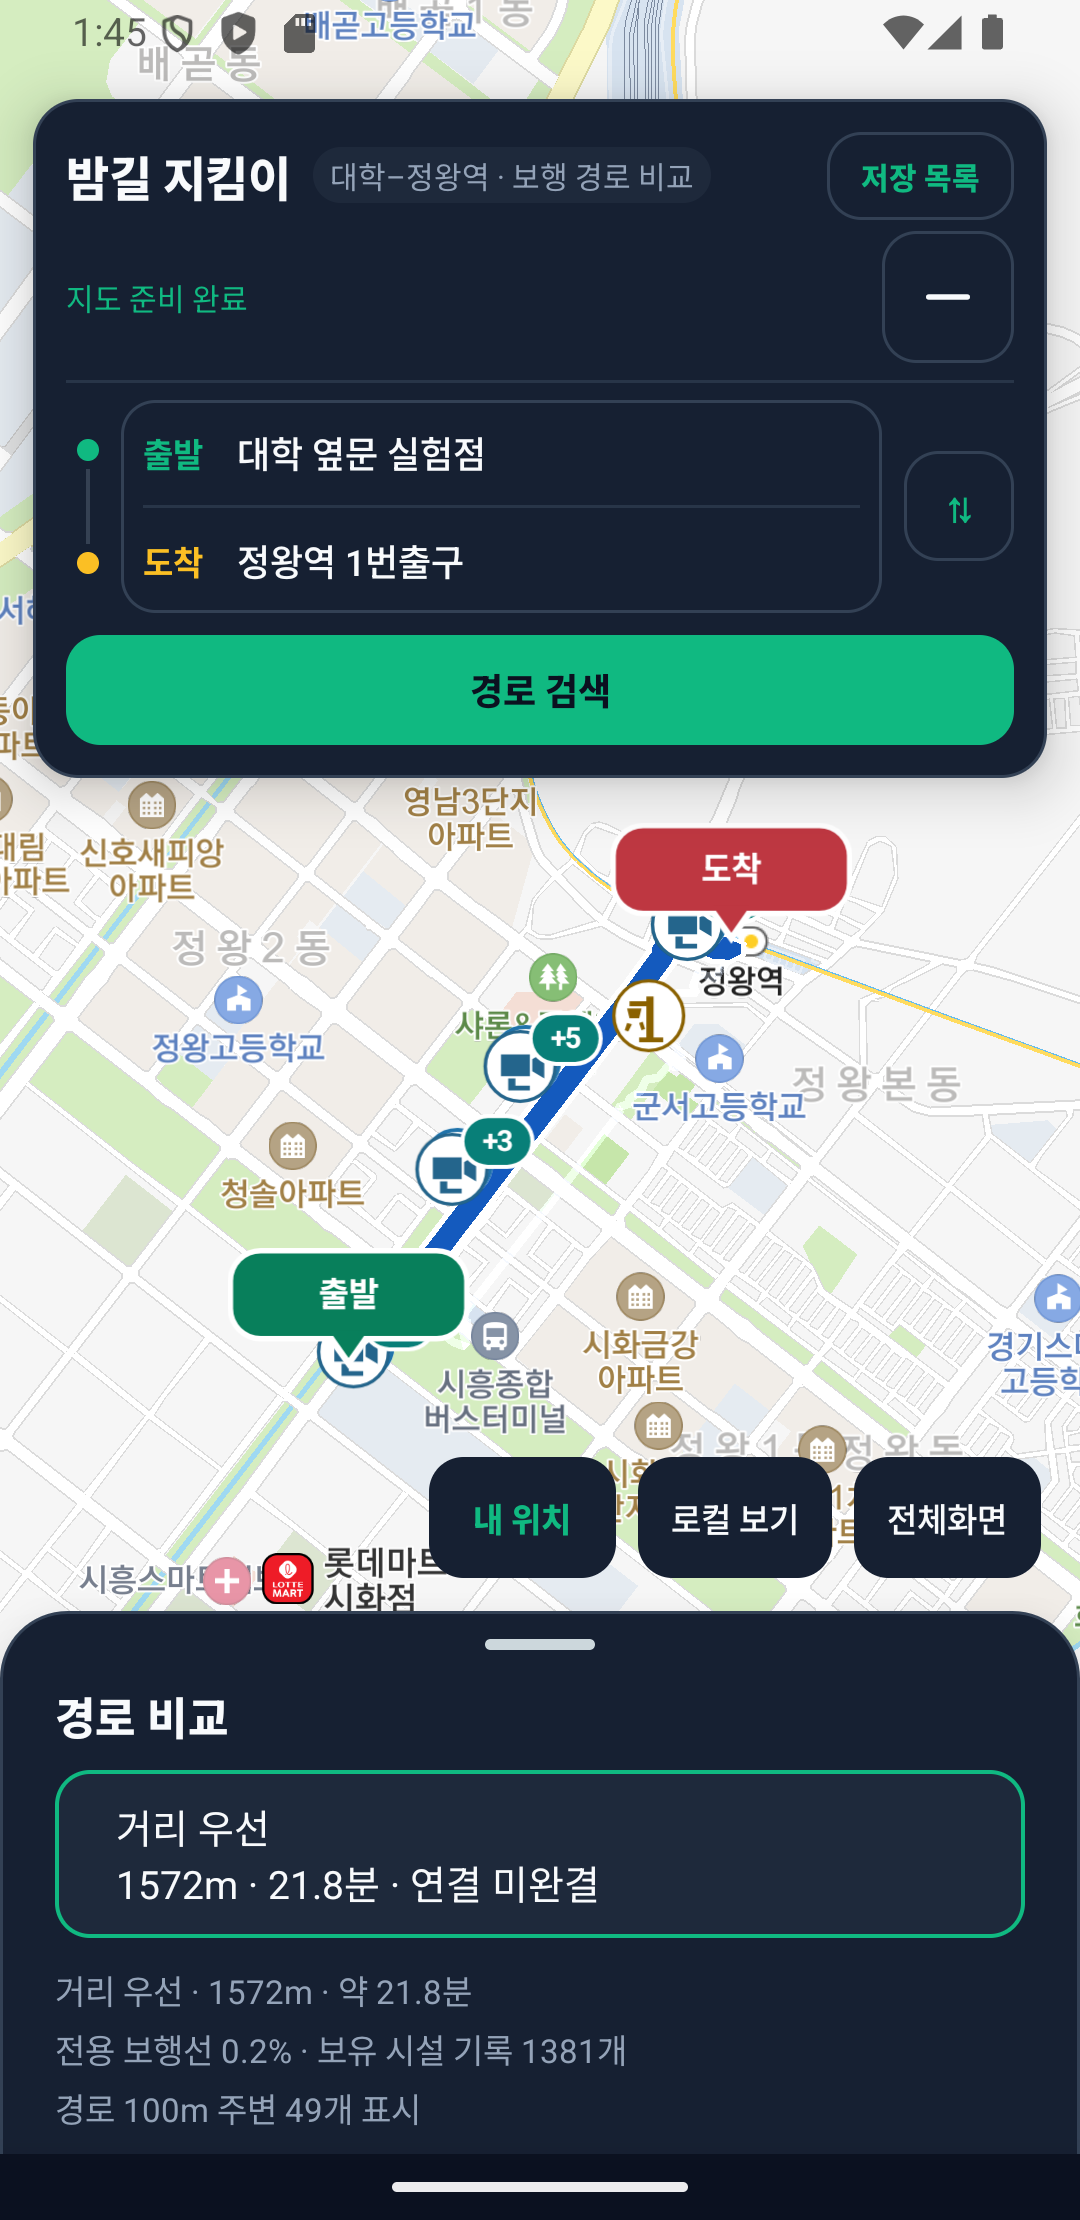 1:45
배곧고등학교
배곧동
밤길 지킴이
대학–정왕역 · 보행 경로 비교
저장 목록
지도 준비 완료
출발 대학 옆문 실험점
도착 정왕역 1번출구
경로 검색
신호새피앙
아파트
영남3단지
아파트
도착
정왕2동
정왕역
정왕고등학교
+5
군서고등학교
정왕본동
+3
청솔아파트
출발
시흥종합
버스터미널
시화금강
아파트
내 위치
로컬 보기
전체화면
롯데마트
시화점
LOTTE
MART
경로 비교
거리 우선
1572m · 21.8분 · 연결 미완결
거리 우선 · 1572m · 약 21.8분
전용 보행선 0.2% · 보유 시설 기록 1381개
경로 100m 주변 49개 표시